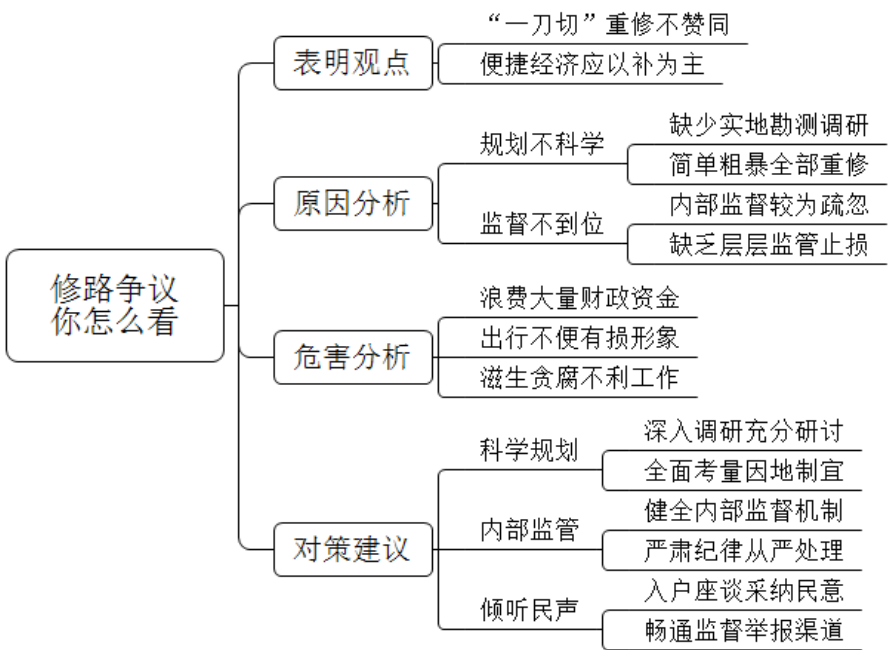 修路争议
你怎么看
表明观点
“一刀切”重修不赞同
便捷经济应以补为主
原因分析
规划不科学
缺少实地勘测调研
简单粗暴全部重修
监督不到位
内部监督较为疏忽
缺乏层层监管止损
危害分析
浪费大量财政资金
出行不便有损形象
滋生贪腐不利工作
对策建议
科学规划
深入调研充分研讨
全面考量因地制宜
内部监管
健全内部监督机制
严肃纪律从严处理
倾听民声
入户座谈采纳民意
畅通监督举报渠道